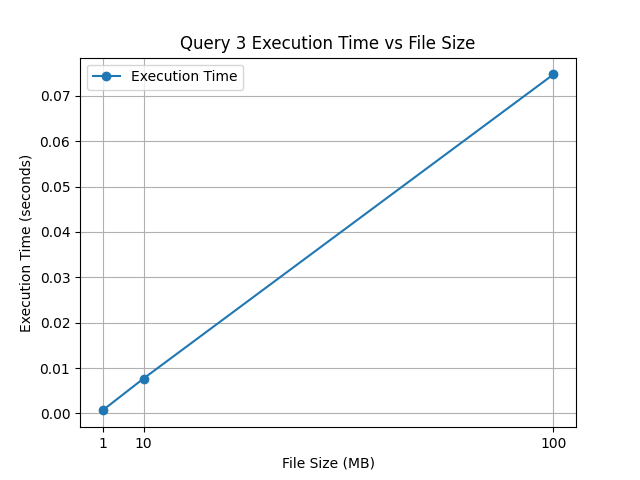 Query 3 Execution Time vs File Size
Execution Time
Execution Time (seconds)
0.07
0.06
0.05
0.04
0.03
0.02
0.01
0.00
1 10 100
File Size (MB)